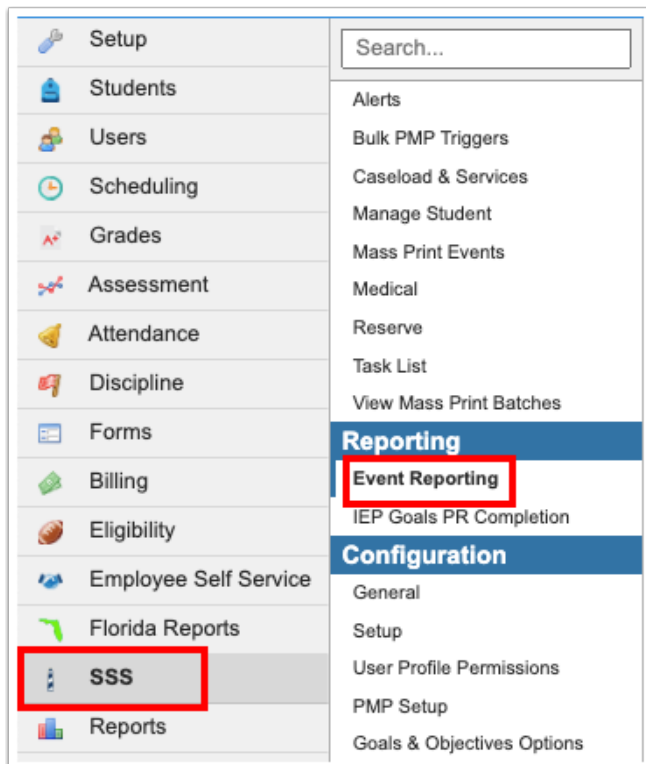 Setup
Students
Users
Scheduling
Grades
Assessment
Attendance
Discipline
Forms
Billing
Eligibility
Employee Self Service
Florida Reports
SSS
Reports
Search...
Alerts
Bulk PMP Triggers
Caseload & Services
Manage Student
Mass Print Events
Medical
Reserve
Task List
View Mass Print Batches
Reporting
Event Reporting
IEP Goals PR Completion
Configuration
General
Setup
User Profile Permissions
PMP Setup
Goals & Objectives Options